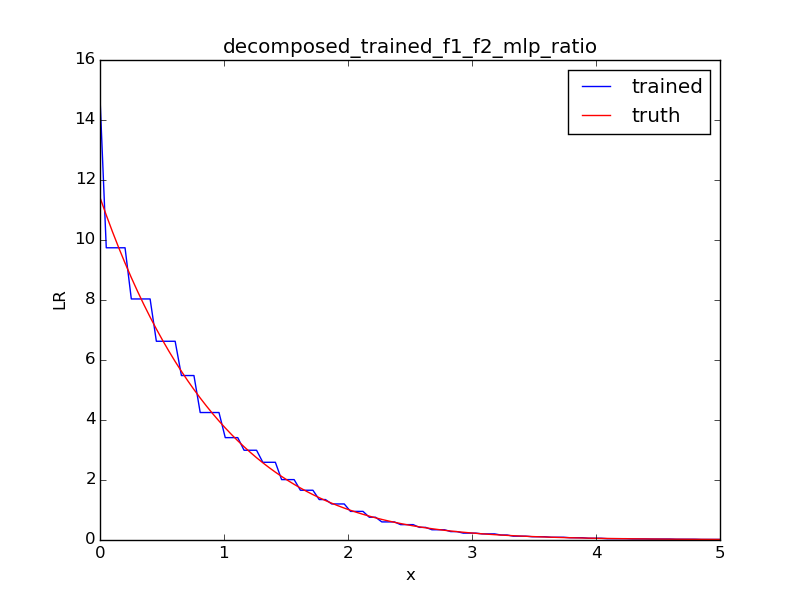 decomposed_trained_f1_f2_mlp_ratio
16
14
12
10
8
6
4
2
0
LR
trained
truth
0 1 2 3 4 5
x